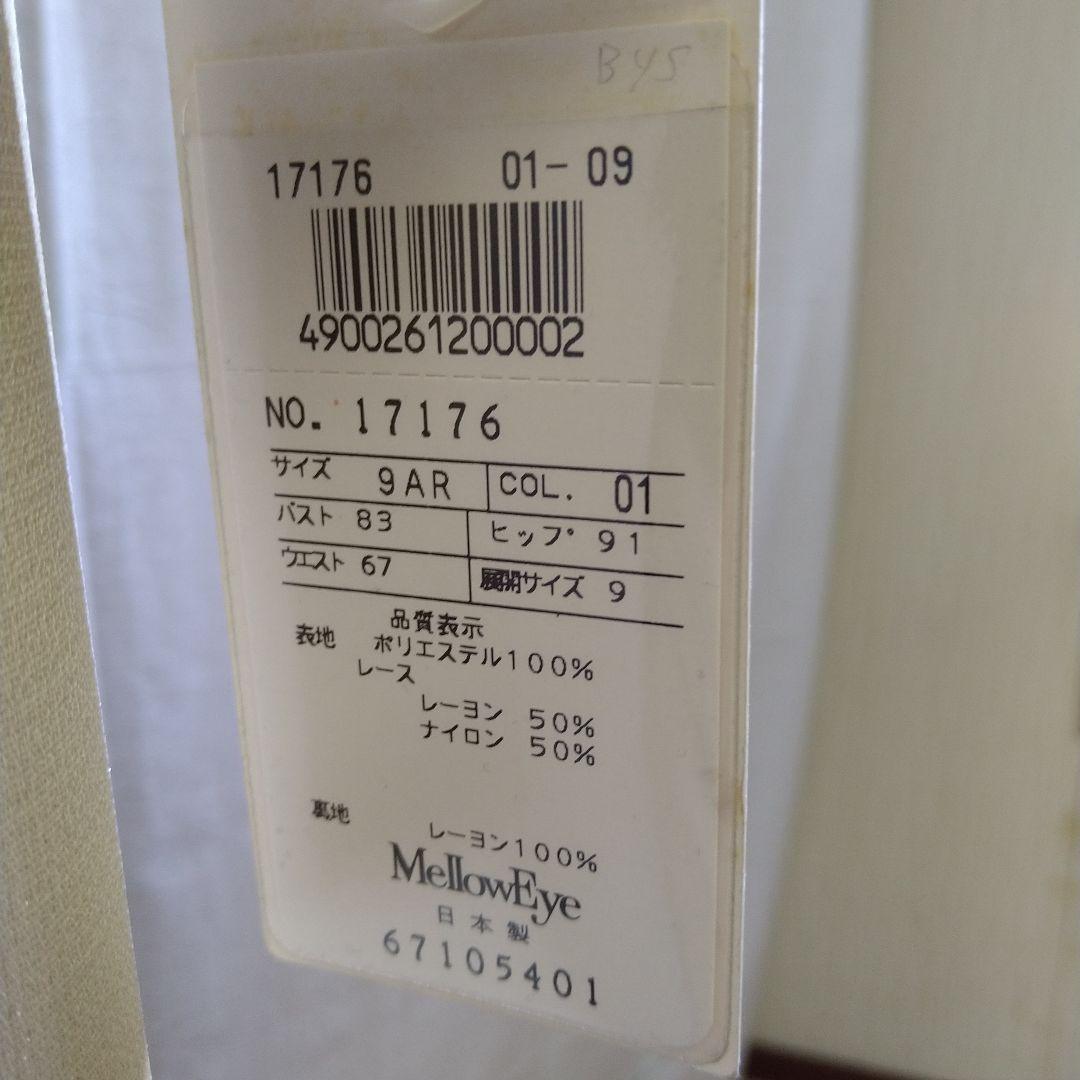 B45
17176 01-09
4900261200002
NO. 17176
サイズ 9AR COL. 01
バスト 83 ヒップ 91
ウエスト 67 展開サイズ 9
品質表示
表地 ポリエステル100%
レース
レーヨン 50%
ナイロン 50%
裏地 レーヨン100%
MellowEye
日本製
67105401